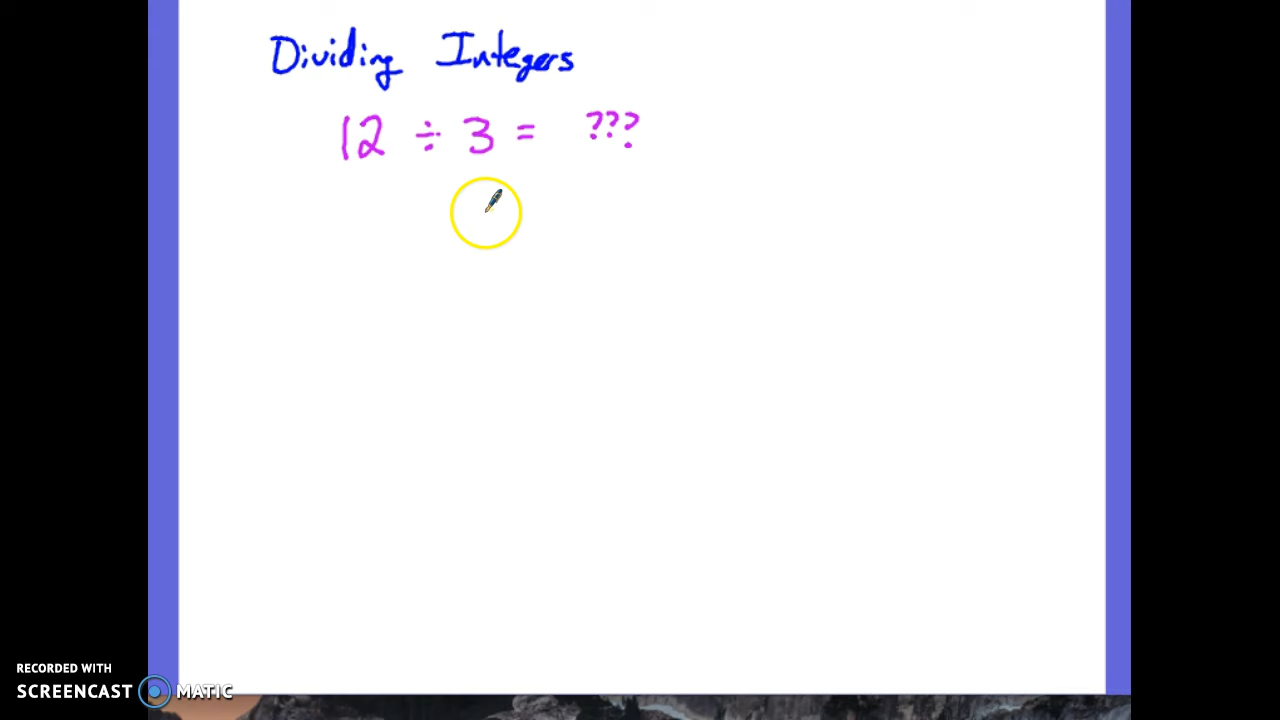 Dividing Integers
12 ÷ 3 = ???
RECORDED WITH
SCREENCAST MATIC